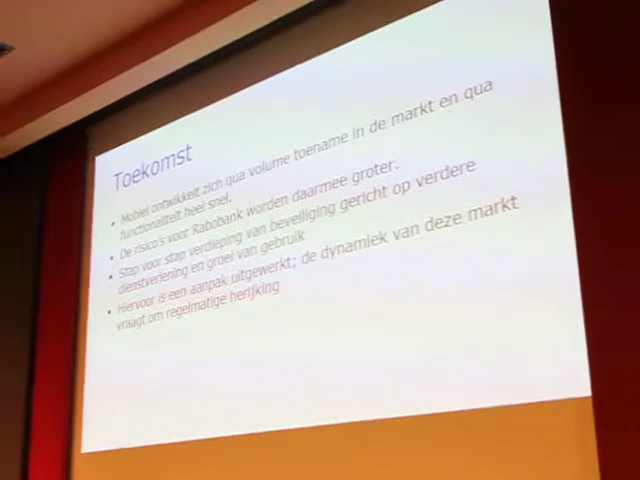 Toekomst
• Mobiel ontwikkelt zich qua volume toename in de markt en qua
functionaliteit heel snel.
• De risico's voor Rabobank worden daarmee groter.
• Stap voor stap verdieping van beveiliging gericht op verdere
dienstverlening en groei van gebruik
• Hiervoor is een aanpak uitgewerkt; de dynamiek van deze markt
vraagt om regelmatige herijking